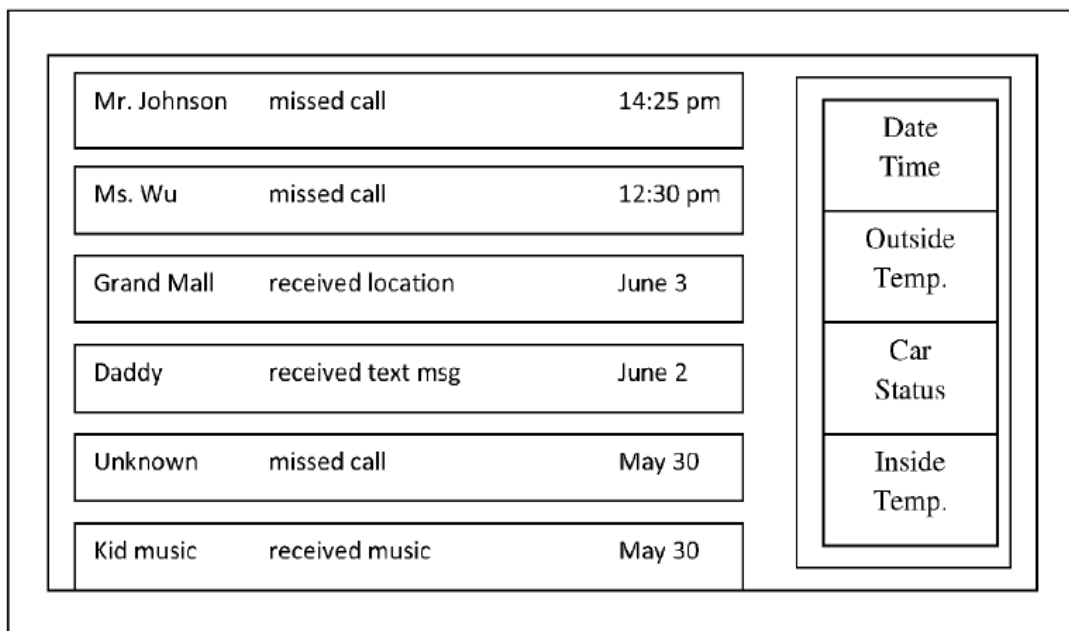 Mr. Johnson missed call 14:25 pm
Ms. Wu missed call 12:30 pm
Grand Mall received location June 3
Daddy received text msg June 2
Unknown missed call May 30
Kid music received music May 30
Date
Time
Outside
Temp.
Car
Status
Inside
Temp.